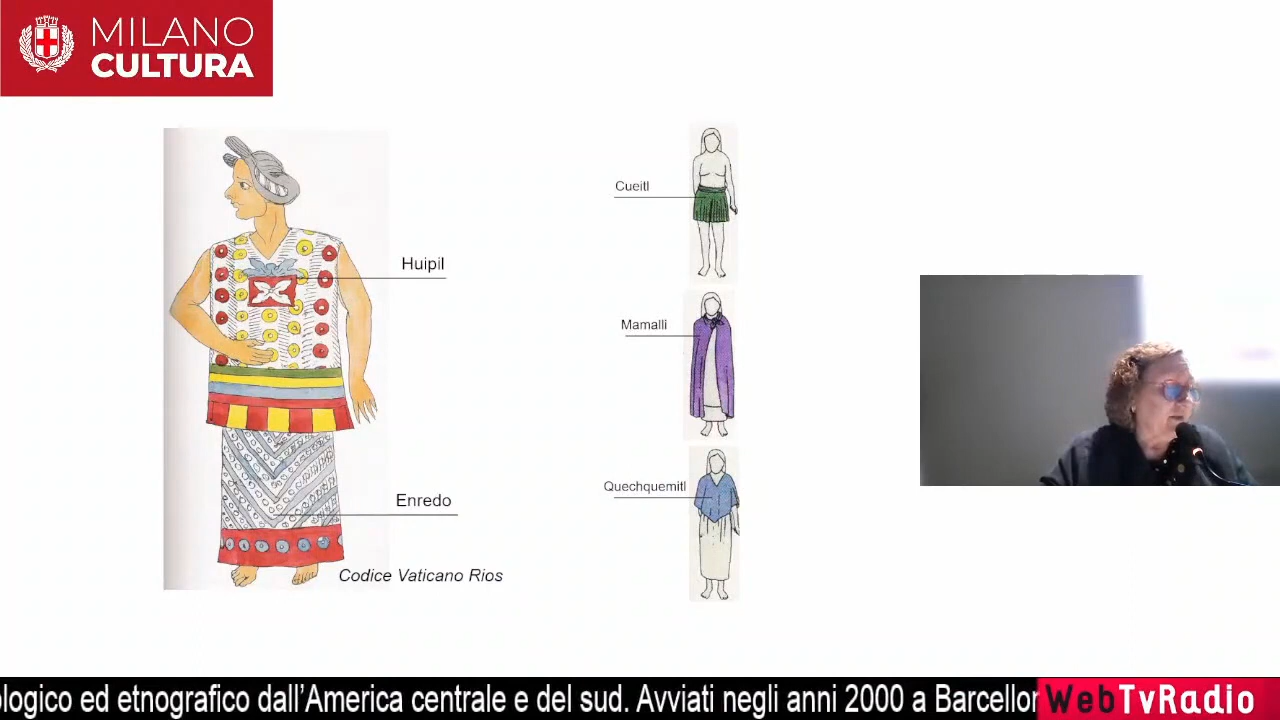 MILANO
CULTURA
Huipil
Enredo
Codice Vaticano Rios
Cueitl
Mamalli
Quechquemitl
ologico ed etnografico dall'America centrale e del sud. Avviati negli anni 2000 a Barcellon
WebTvRadio